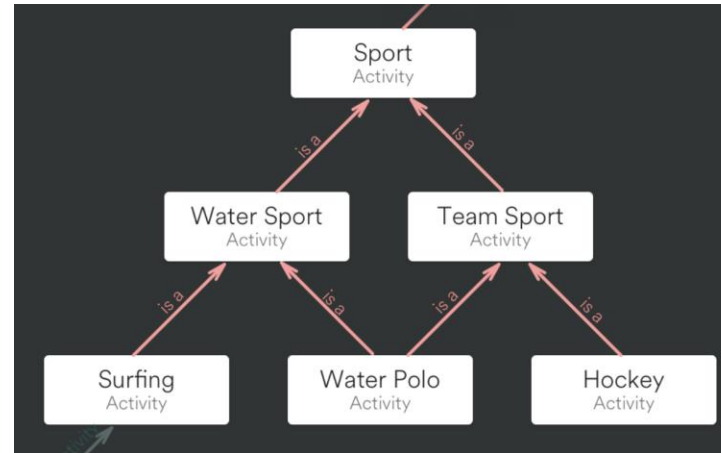 Sport
Activity
is a
is a
Water Sport
Activity
Team Sport
Activity
is a
is a
is a
is a
Surfing
Activity
Water Polo
Activity
Hockey
Activity